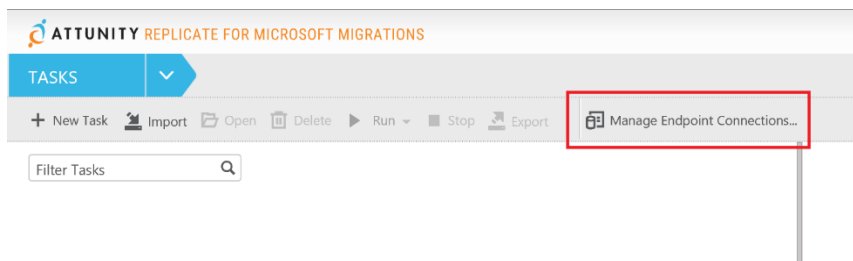 ATTUNITY REPLICATE FOR MICROSOFT MIGRATIONS
TASKS
New Task Import Open Delete Run Stop Export Manage Endpoint Connections...
Filter Tasks